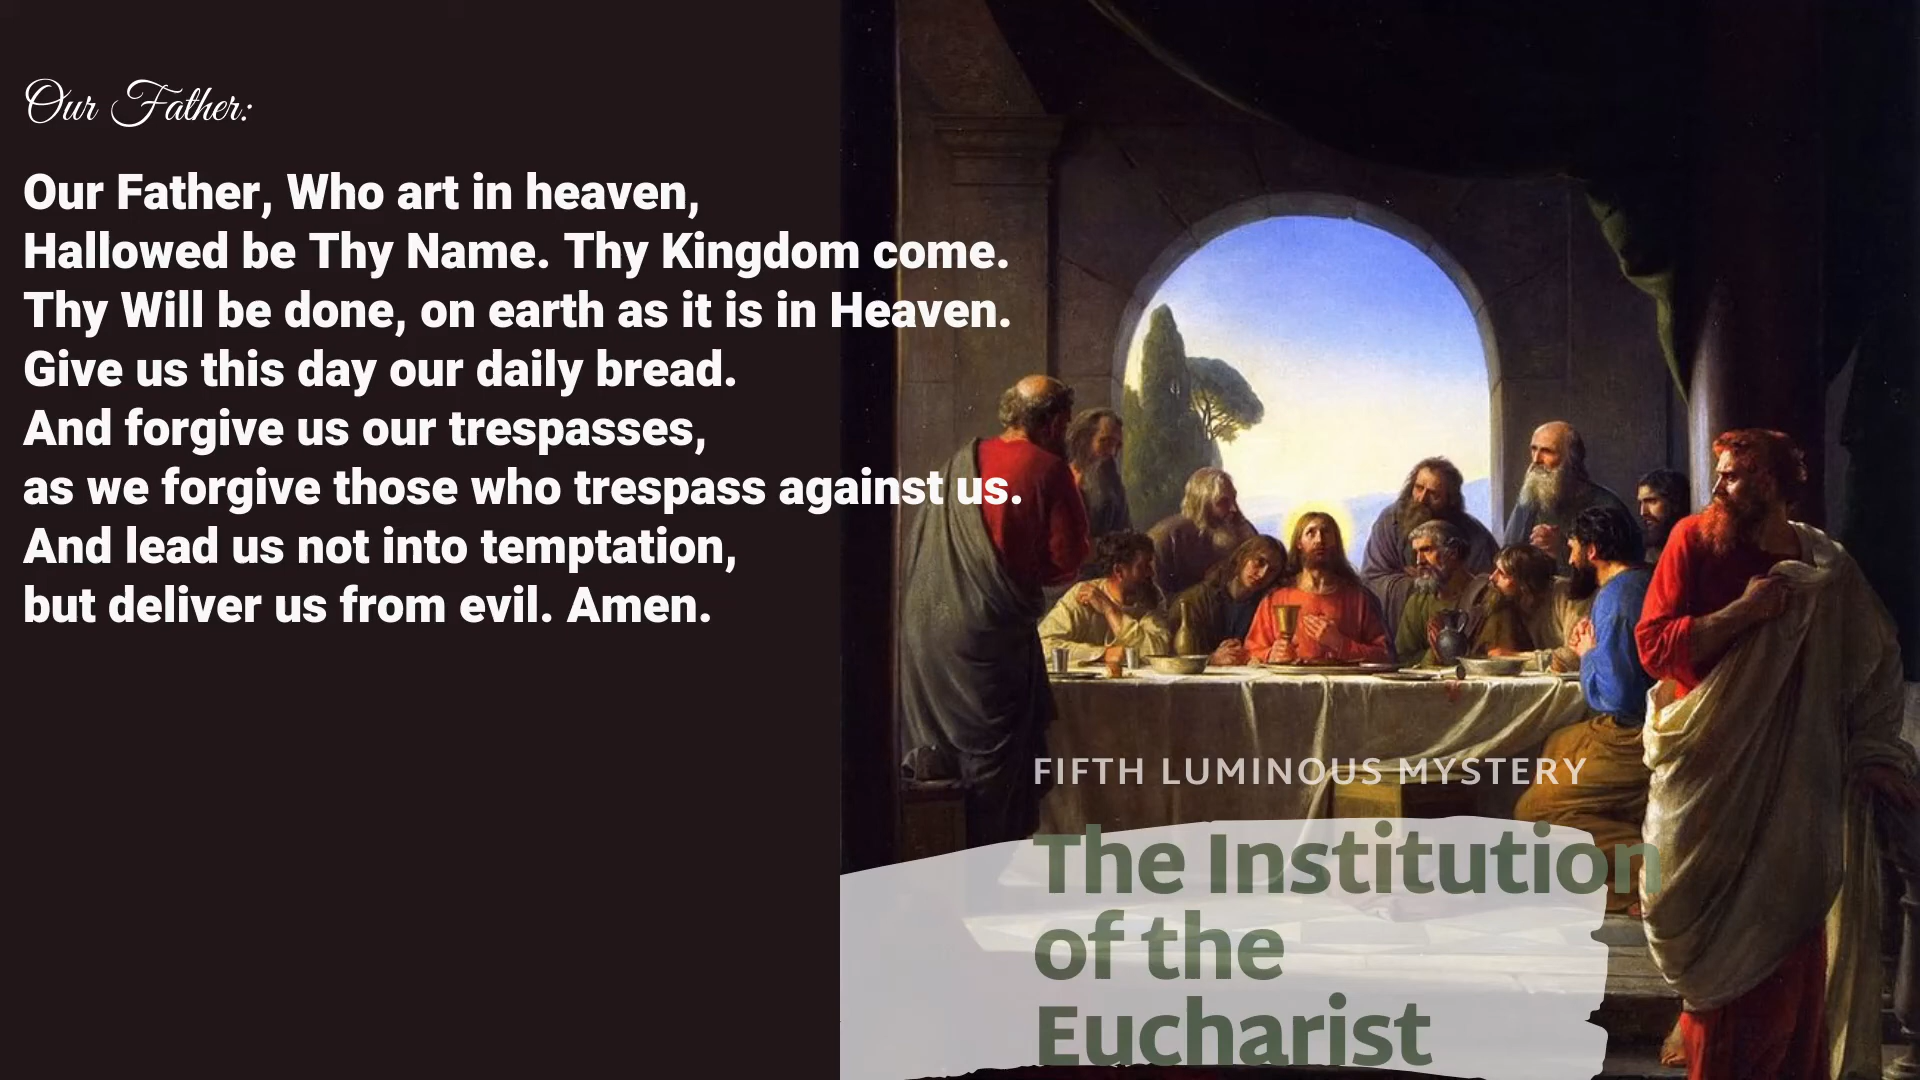 Our Father:
Our Father, Who art in heaven,
Hallowed be Thy Name. Thy Kingdom come.
Thy Will be done, on earth as it is in Heaven.
Give us this day our daily bread.
And forgive us our trespasses,
as we forgive those who trespass against us.
And lead us not into temptation,
but deliver us from evil. Amen.
FIFTH LUMINOUS MYSTERY
The Institution
of the
Eucharist